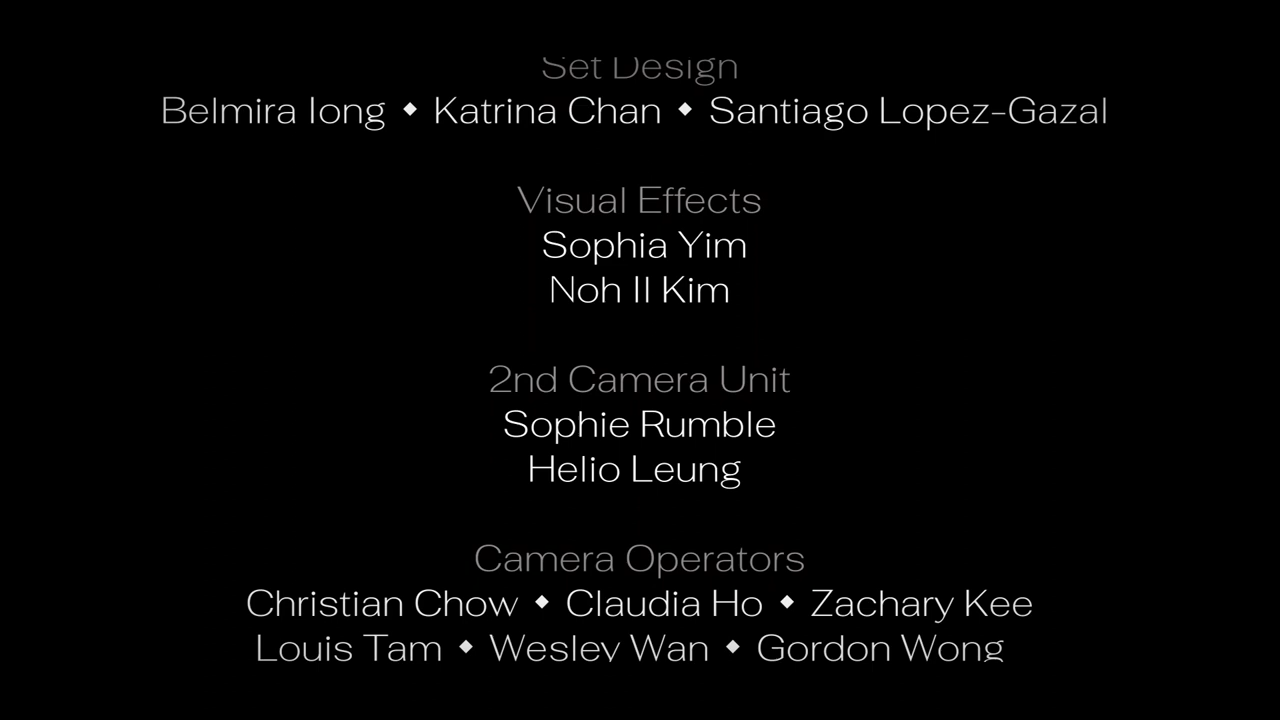 Set Design
Belmira Iong ◆ Katrina Chan ◆ Santiago Lopez-Gazal
Visual Effects
Sophia Yim
Noh Il Kim
2nd Camera Unit
Sophie Rumble
Helio Leung
Camera Operators
Christian Chow ◆ Claudia Ho ◆ Zachary Kee
Louis Tam ◆ Wesley Wan ◆ Gordon Wong